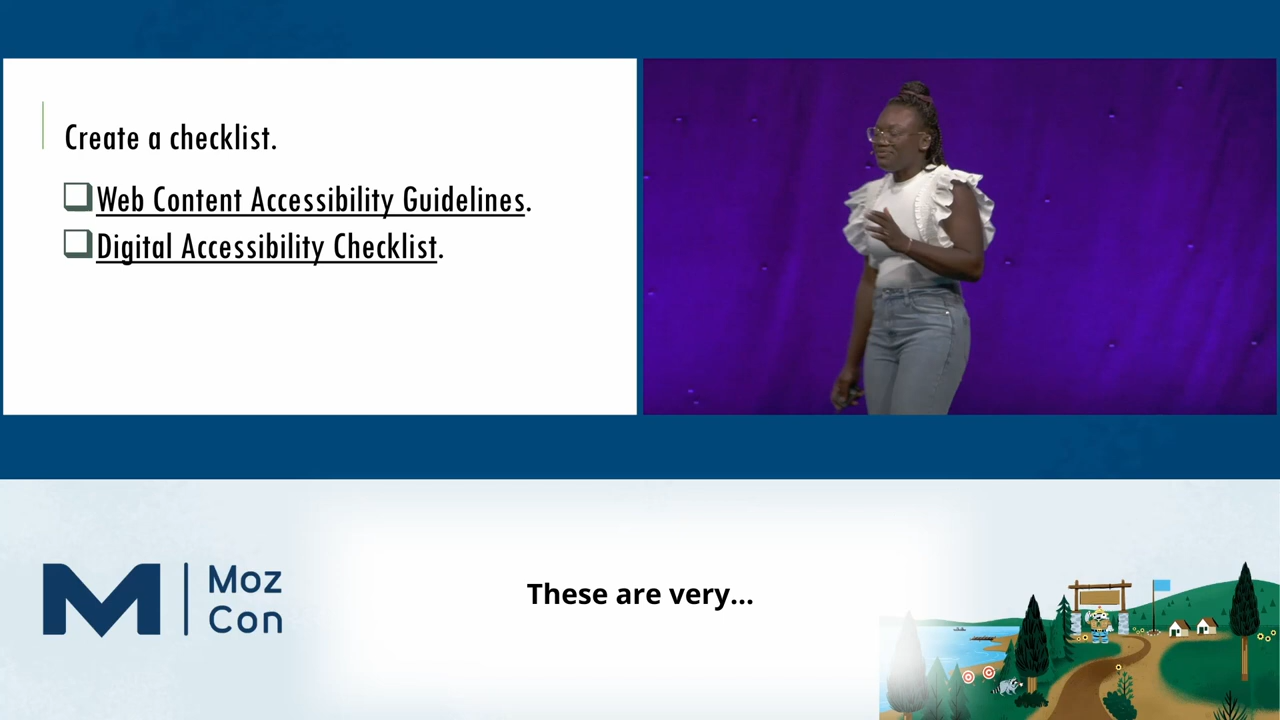 Create a checklist.
Web Content Accessibility Guidelines.
Digital Accessibility Checklist.
Moz
Con
These are very...